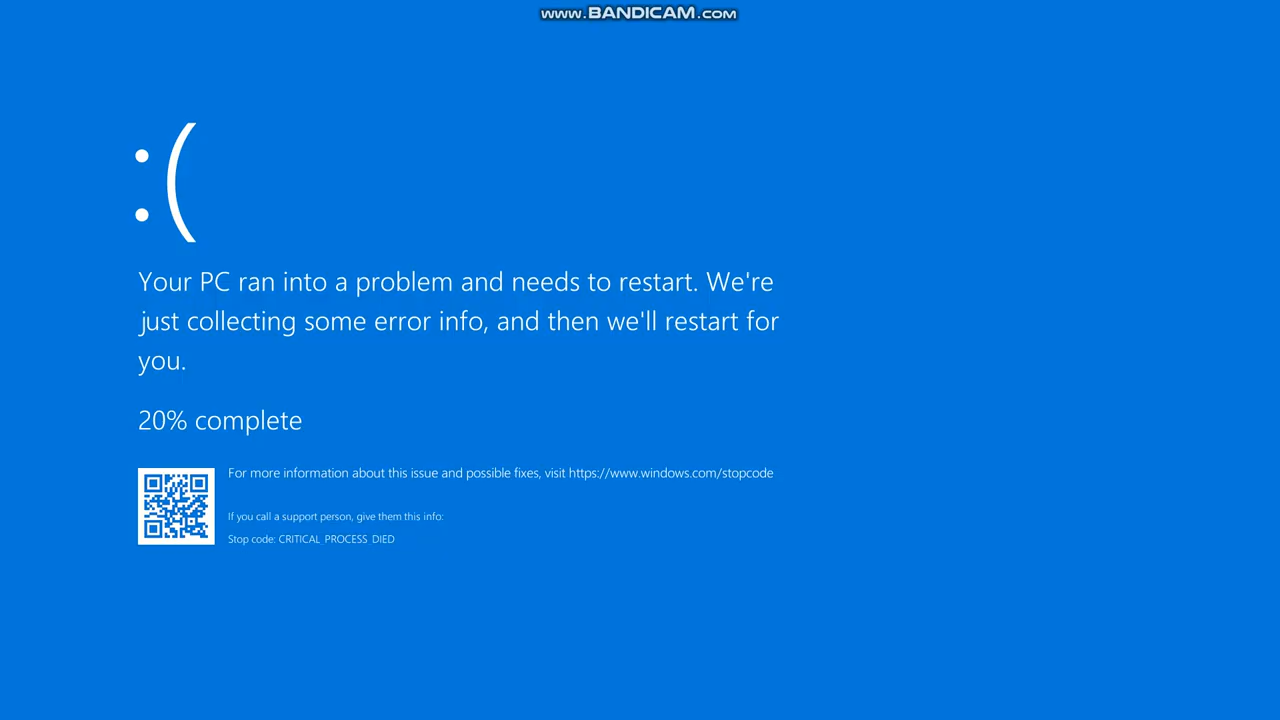 www.BANDICAM.com
:(
Your PC ran into a problem and needs to restart. We're
just collecting some error info, and then we'll restart for
you.
20% complete
For more information about this issue and possible fixes, visit https://www.windows.com/stopcode
If you call a support person, give them this info:
Stop code: CRITICAL_PROCESS_DIED